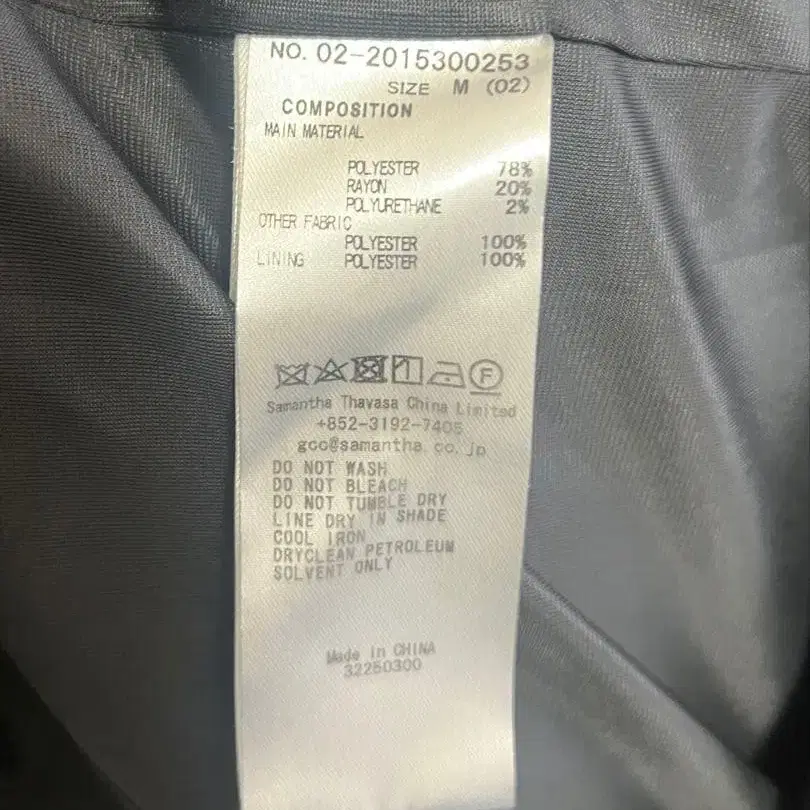 NO. 02-2015300253
SIZE M (02)
COMPOSITION
MAIN MATERIAL
POLYESTER 78%
RAYON 20%
POLYURETHANE 2%
OTHER FABRIC
POLYESTER 100%
LINING POLYESTER 100%
F
Samantha Thavasa China Limited
+852-3192-7405
gcc@samantha.co.jp
DO NOT WASH
DO NOT BLEACH
DO NOT TUMBLE DRY
LINE DRY IN SHADE
COOL IRON
DRYCLEAN PETROLEUM
SOLVENT ONLY
Made in CHINA
32250300